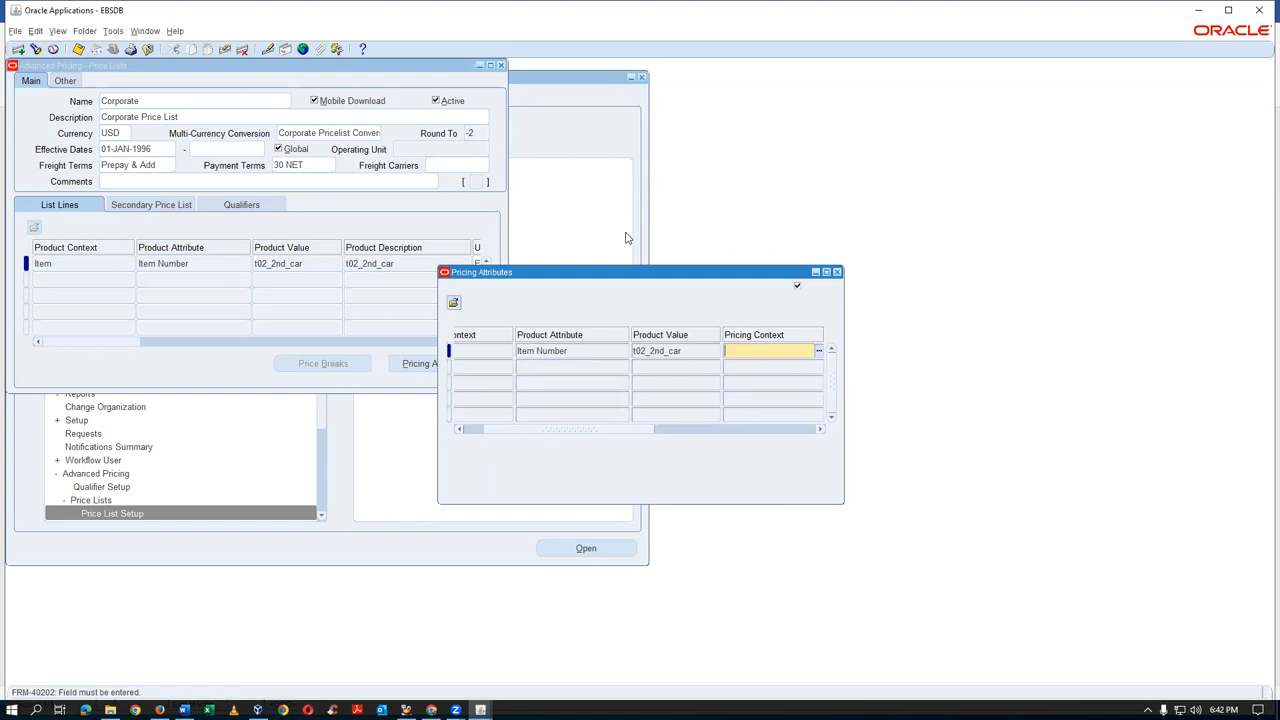 Oracle Applications - EBSDB
File Edit View Folder Tools Window Help
ORACLE
Advanced Pricing - Price Lists
Main Other
Name Corporate Mobile Download Active
Description Corporate Price List
Currency USD Multi-Currency Conversion Corporate Pricelist Conver Round To -2
Effective Dates 01-JAN-1996 - Global Operating Unit
Freight Terms Prepay & Add Payment Terms 30 NET Freight Carriers
Comments [ ]
List Lines Secondary Price List Qualifiers
Product Context Product Attribute Product Value Product Description U
Item Item Number t02_2nd_car t02_2nd_car
Price Breaks Pricing A
Pricing Attributes
ontext Product Attribute Product Value Pricing Context
Item Number t02_2nd_car
Reports
Change Organization
+ Setup
Requests
Notifications Summary
+ Workflow User
- Advanced Pricing
Qualifier Setup
- Price Lists
Price List Setup
Open
FRM-40202: Field must be entered.
6:42 PM